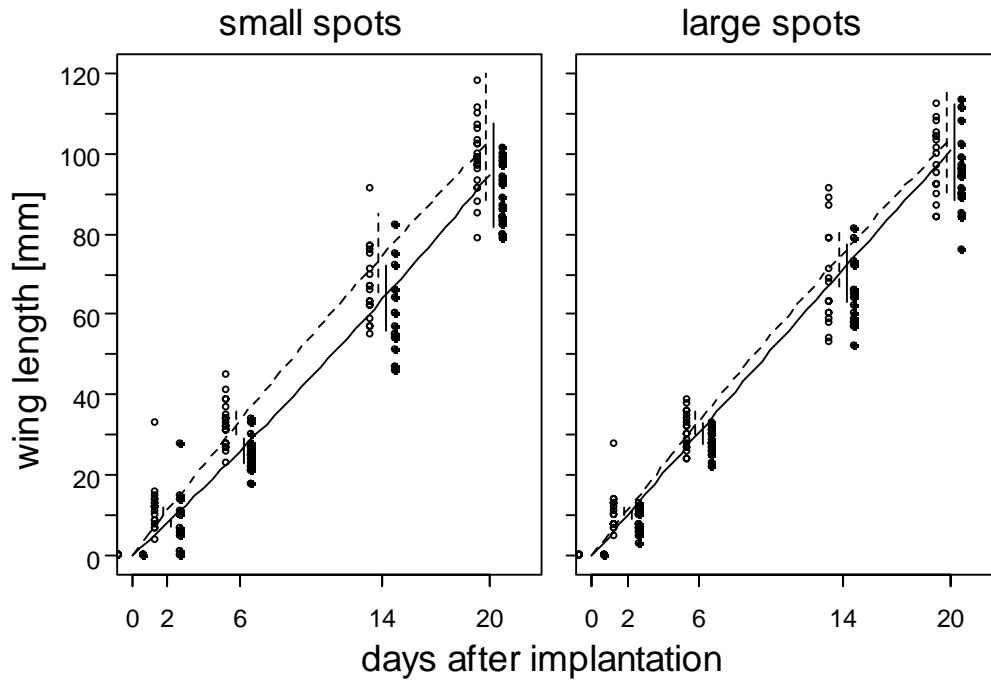 small spots large spots
wing length [mm]
120
100
80
60
40
20
0
0 2 6 14 20 0 2 6 14 20
days after implantation